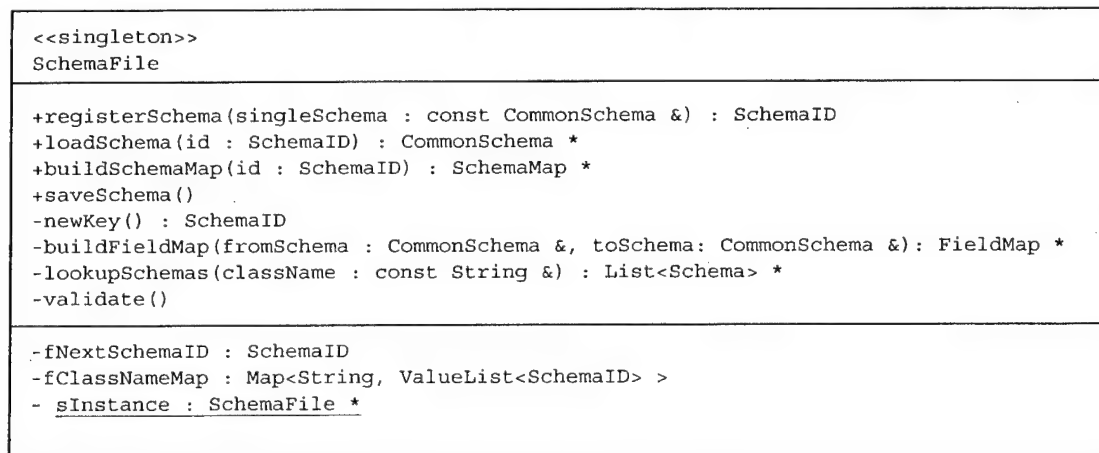 <<singleton>>
SchemaFile
+registerSchema(singleSchema : const CommonSchema &) : SchemaID
+loadSchema(id : SchemaID) : CommonSchema *
+buildSchemaMap(id : SchemaID) : SchemaMap *
+saveSchema()
-newKey() : SchemaID
-buildFieldMap(fromSchema : CommonSchema &, toSchema: CommonSchema &): FieldMap *
-lookupSchemas(className : const String &) : List<Schema> *
-validate()
-fNextSchemaID : SchemaID
-fClassNameMap : Map<String, ValueList<SchemaID> >
- sInstance : SchemaFile *